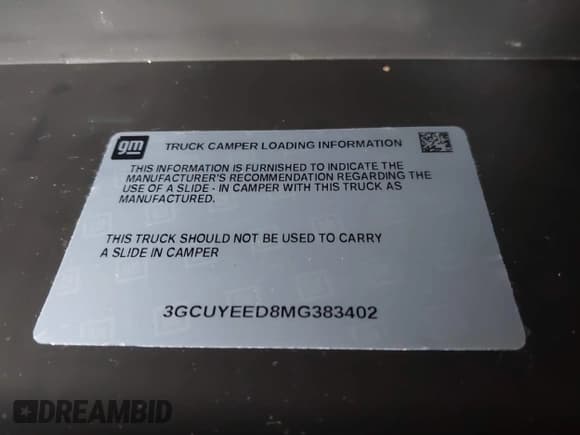 gm TRUCK CAMPER LOADING INFORMATION
THIS INFORMATION IS FURNISHED TO INDICATE THE
MANUFACTURER'S RECOMMENDATION REGARDING THE
USE OF A SLIDE - IN CAMPER WITH THIS TRUCK AS
MANUFACTURED.
THIS TRUCK SHOULD NOT BE USED TO CARRY
A SLIDE IN CAMPER
3GCUYEED8MG383402
DREAMBID